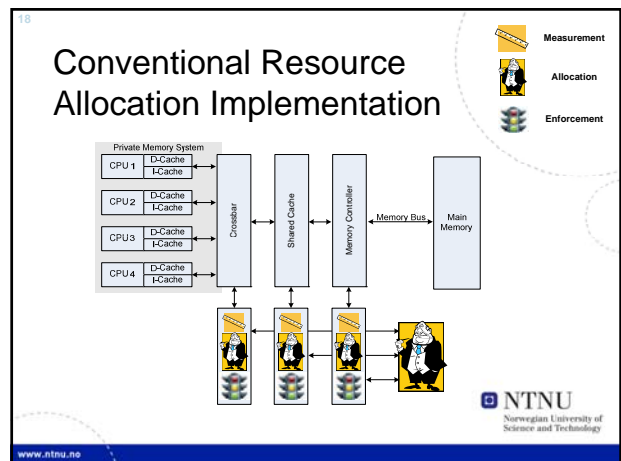 18
Conventional Resource
Allocation Implementation
Measurement
Allocation
Enforcement
Private Memory System
CPU 1
D-Cache
I-Cache
CPU 2
D-Cache
I-Cache
CPU 3
D-Cache
I-Cache
CPU 4
D-Cache
I-Cache
Crossbar
Shared Cache
Memory Controller
Memory Bus
Main
Memory
NTNU
Norwegian University of
Science and Technology
www.ntnu.no